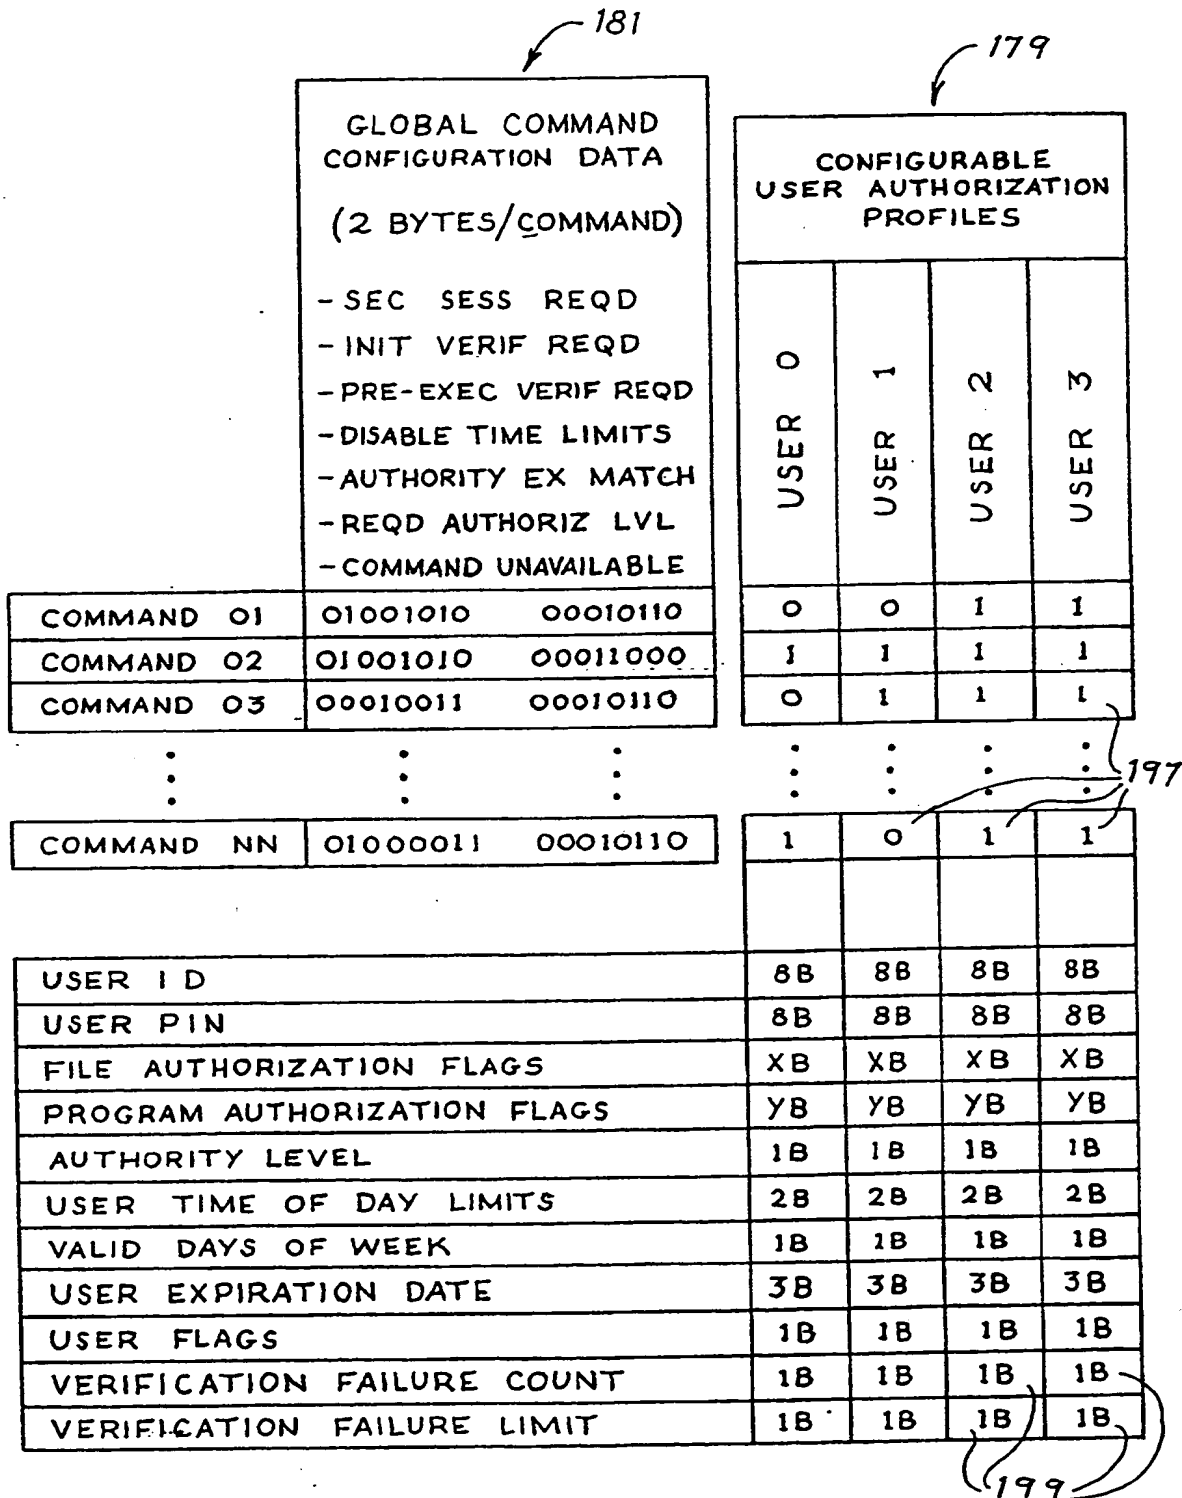 181
179
GLOBAL COMMAND
CONFIGURATION DATA
(2 BYTES/COMMAND)
- SEC SESS REQD
- INIT VERIF REQD
- PRE-EXEC VERIF REQD
- DISABLE TIME LIMITS
- AUTHORITY EX MATCH
- REQD AUTHORIZ LVL
- COMMAND UNAVAILABLE
CONFIGURABLE
USER AUTHORIZATION
PROFILES
USER 0
USER 1
USER 2
USER 3
COMMAND 01 01001010 00010110 0 0 1 1
COMMAND 02 01001010 00011000 1 1 1 1
COMMAND 03 00010011 00010110 0 1 1 1
197
COMMAND NN 01000011 00010110 1 0 1 1
USER ID 8B 8B 8B 8B
USER PIN 8B 8B 8B 8B
FILE AUTHORIZATION FLAGS XB XB XB XB
PROGRAM AUTHORIZATION FLAGS YB YB YB YB
AUTHORITY LEVEL 1B 1B 1B 1B
USER TIME OF DAY LIMITS 2B 2B 2B 2B
VALID DAYS OF WEEK 1B 1B 1B 1B
USER EXPIRATION DATE 3B 3B 3B 3B
USER FLAGS 1B 1B 1B 1B
VERIFICATION FAILURE COUNT 1B 1B 1B 1B
VERIFICATION FAILURE LIMIT 1B 1B 1B 1B
199